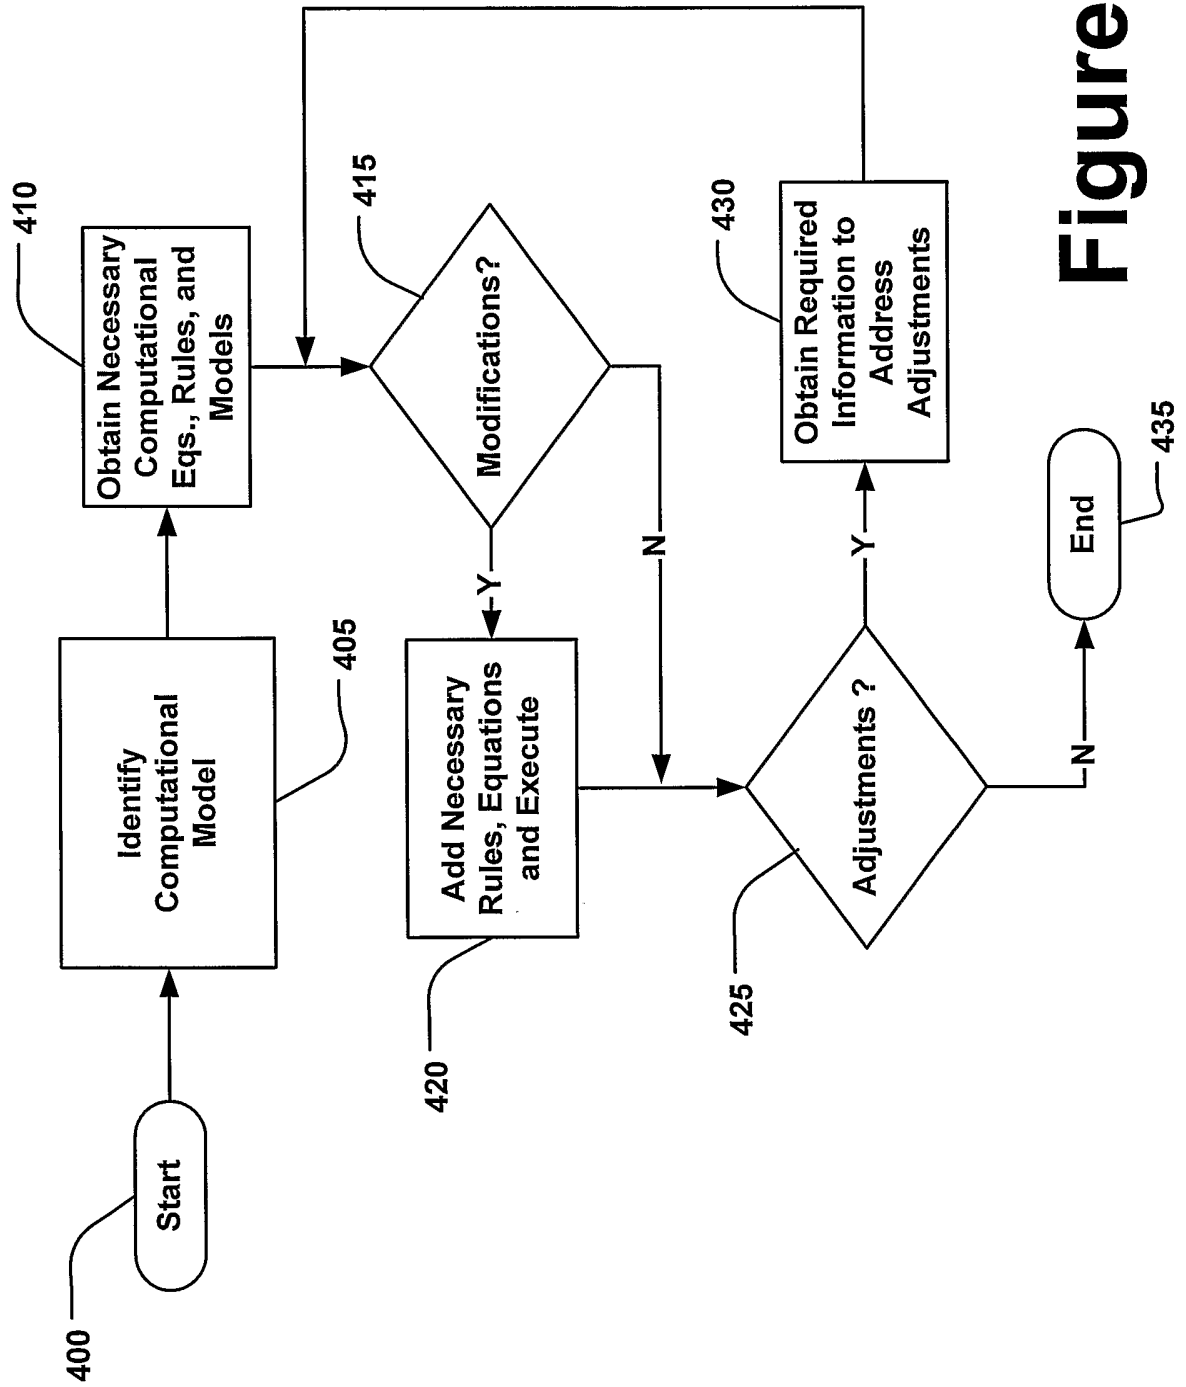 400
Start
Identify
Computational
Model
405
410
Obtain Necessary
Computational
Eqs., Rules, and
Models
415
Modifications?
Y
N
420
Add Necessary
Rules, Equations
and Execute
425
Adjustments ?
Y
N
430
Obtain Required
Information to
Address
Adjustments
End
435
Figure